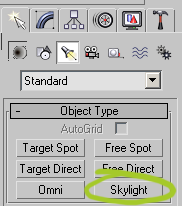 Standard
- Object Type
AutoGrid
Target Spot Free Spot
Target Direct Free Direct
Omni Skylight